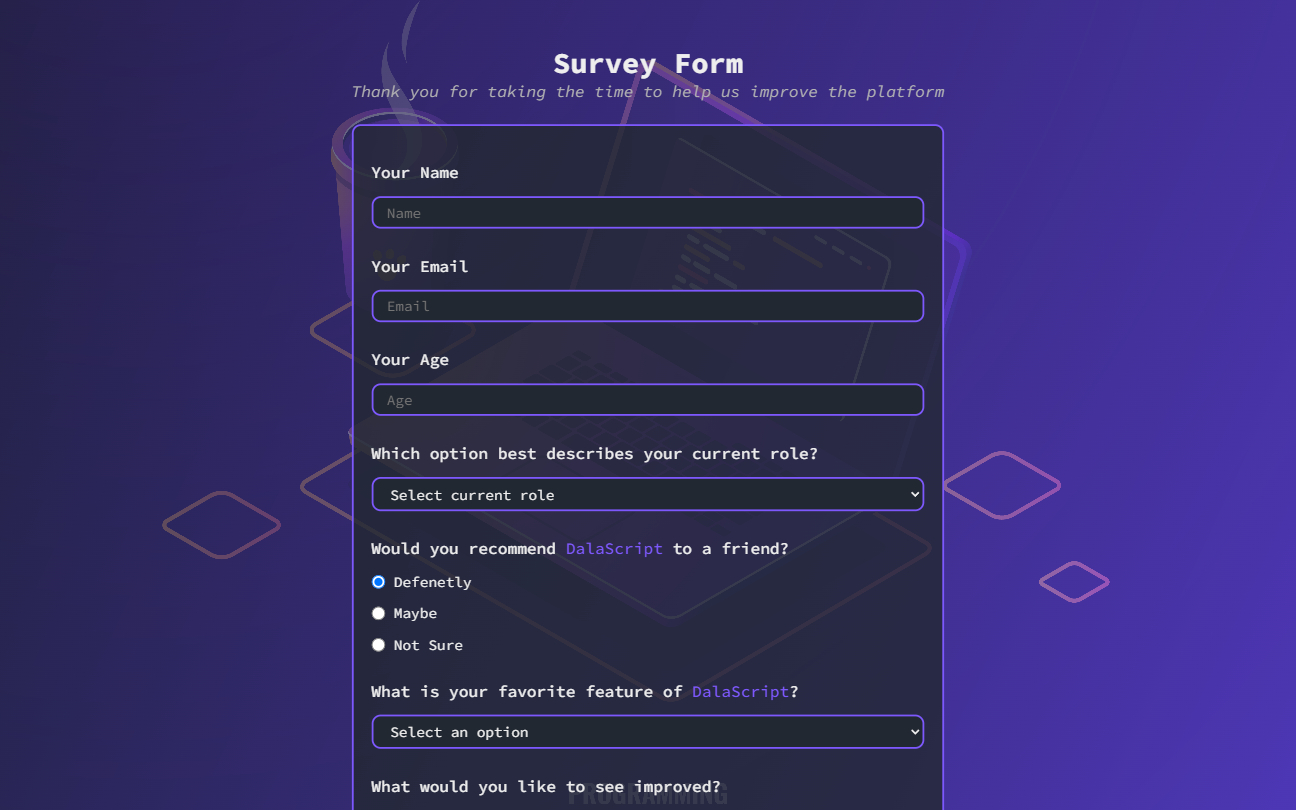 Survey Form
Thank you for taking the time to help us improve the platform
Your Name
Name
Your Email
Email
Your Age
Age
Which option best describes your current role?
Select current role
Would you recommend DalaScript to a friend?
Defenetly
Maybe
Not Sure
What is your favorite feature of DalaScript?
Select an option
What would you like to see improved?
PROGRAMMING